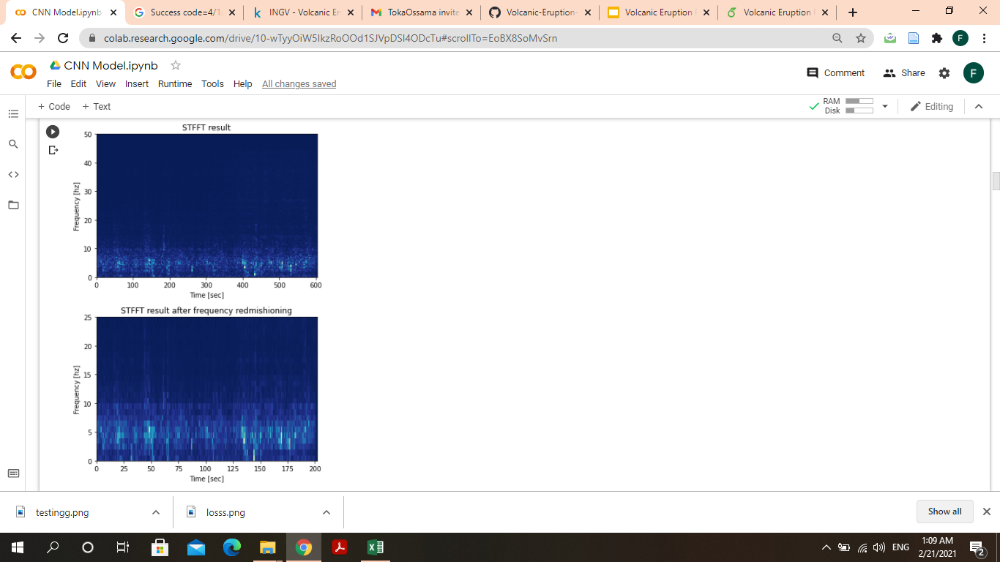 CNN Model.ipynb
Success code=4/1
INGV - Volcanic Er
TokaOssama invite
Volcanic-Eruption-
Volcanic Eruption
Volcanic Eruption
colab.research.google.com/drive/10-wTyyOiW5IkzRoOOd1SJVpDSI4ODcTu#scrollTo=EoBX8SoMvSrn
F
CNN Model.ipynb
Comment
Share
F
File Edit View Insert Runtime Tools Help All changes saved
+ Code + Text
RAM
Disk
Editing
STFFT result
50
40
30
20
10
0
Frequency [hz]
0 100 200 300 400 500 600
Time [sec]
STFFT result after frequency redmishioning
25
20
15
10
5
0
Frequency [hz]
0 25 50 75 100 125 150 175 200
Time [sec]
testingg.png
losss.png
Show all
ENG
1:09 AM
2/21/2021
2